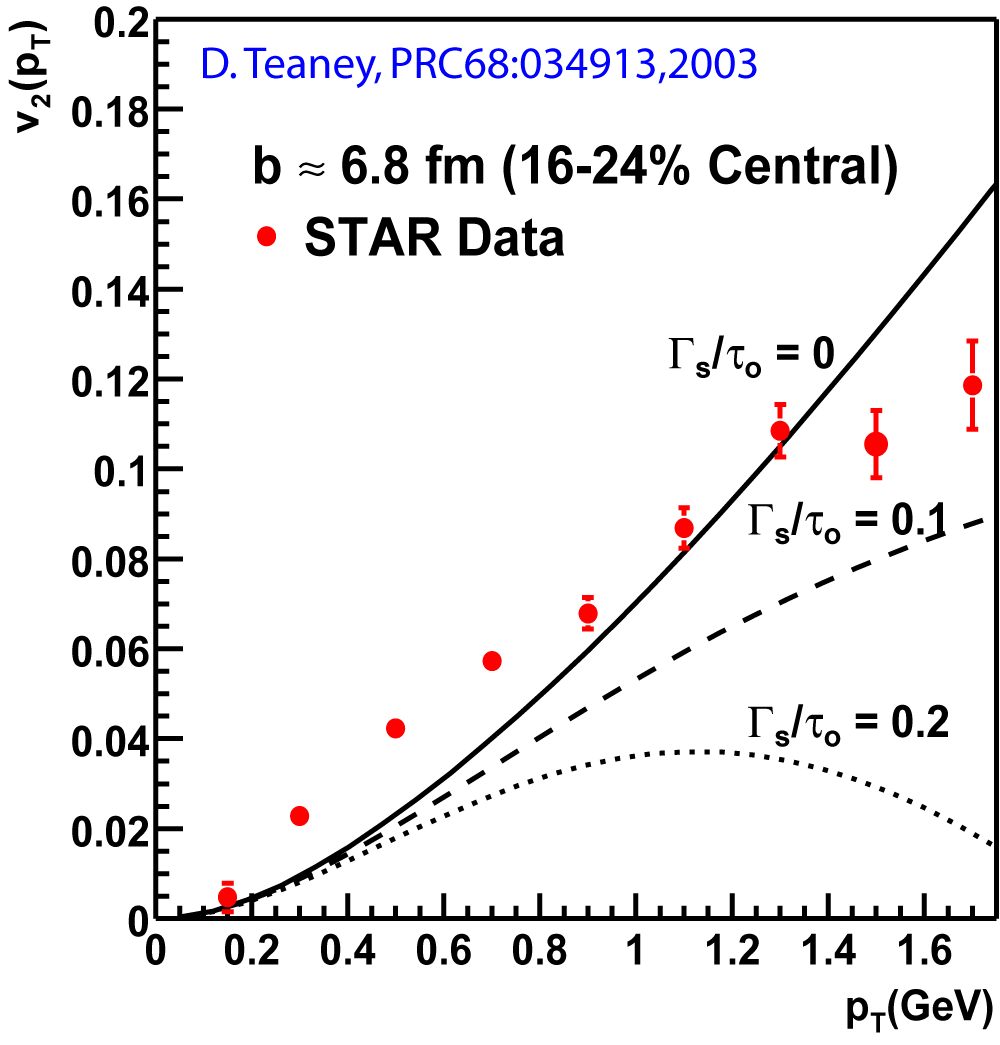 v2(pT)
D. Teaney, PRC68:034913,2003
b ≈ 6.8 fm (16-24% Central)
STAR Data
Γs/τo = 0
Γs/τo = 0.1
Γs/τo = 0.2
0.2
0.18
0.16
0.14
0.12
0.1
0.08
0.06
0.04
0.02
0
0 0.2 0.4 0.6 0.8 1 1.2 1.4 1.6
pT(GeV)